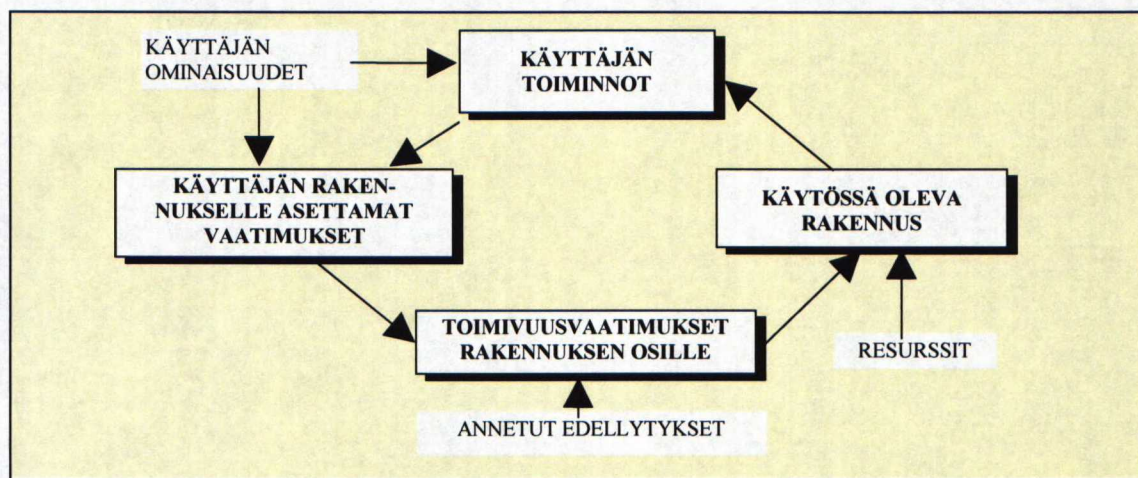 KÄYTTÄJÄN
OMINAISUUDET
KÄYTTÄJÄN
TOIMINNOT
KÄYTTÄJÄN RAKEN-
NUKSELLE ASETTAMAT
VAATIMUKSET
KÄYTÖSSÄ OLEVA
RAKENNUS
TOIMIVUUSVAATIMUKSET
RAKENNUKSEN OSILLE
RESURSSIT
ANNETUT EDELLYTYKSET